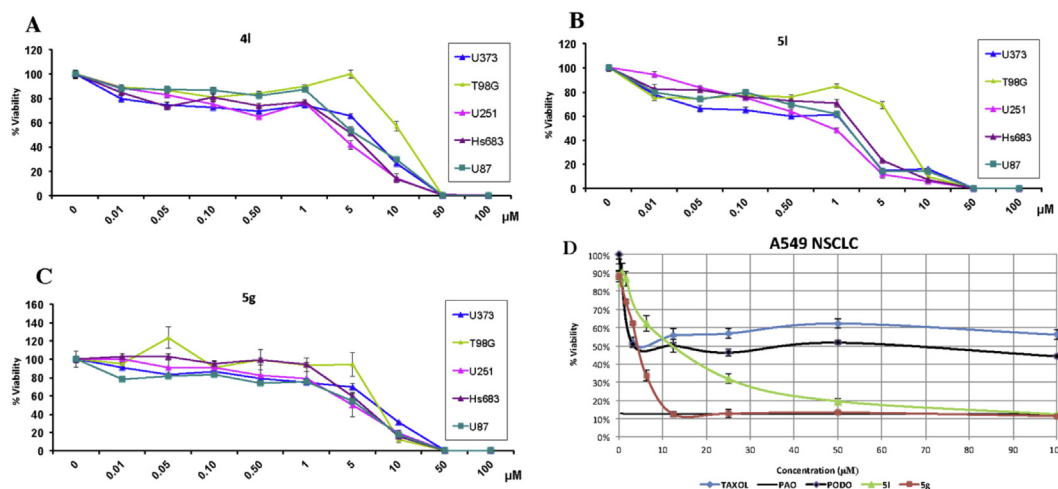 A
4l
% Viability
120
100
80
60
40
20
0
0 0.01 0.05 0.10 0.50 1 5 10 50 100 µM
U373
T98G
U251
Hs683
U87
B
5l
% Viability
120
100
80
60
40
20
0
0 0.01 0.05 0.10 0.50 1 5 10 50 100 µM
U373
T98G
U251
Hs683
U87
C
5g
% Viability
160
140
120
100
80
60
40
20
0
0 0.01 0.05 0.10 0.50 1 5 10 50 100 µM
U373
T98G
U251
Hs683
U87
D
A549 NSCLC
% Viability
100%
90%
80%
70%
60%
50%
40%
30%
20%
10%
0%
0 10 20 30 40 50 60 70 80 90
Concentration (µM)
TAXOL PAO PODO 5l 5g